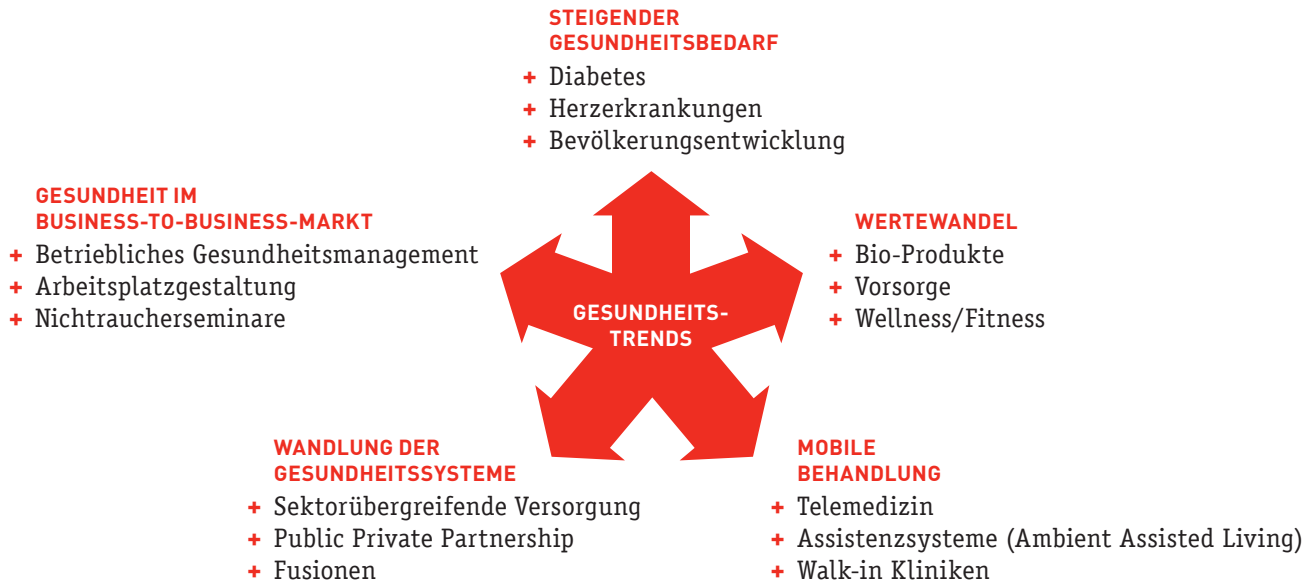 STEIGENDER
GESUNDHEITSBEDARF
+ Diabetes
+ Herzerkrankungen
+ Bevölkerungsentwicklung
GESUNDHEIT IM
BUSINESS-TO-BUSINESS-MARKT
+ Betriebliches Gesundheitsmanagement
+ Arbeitsplatzgestaltung
+ Nichtraucherseminare
WERTEWANDEL
+ Bio-Produkte
+ Vorsorge
+ Wellness/Fitness
GESUNDHEITS-
TRENDS
WANDLUNG DER
GESUNDHEITSSYSTEME
+ Sektorübergreifende Versorgung
+ Public Private Partnership
+ Fusionen
MOBILE
BEHANDLUNG
+ Telemedizin
+ Assistenzsysteme (Ambient Assisted Living)
+ Walk-in Kliniken